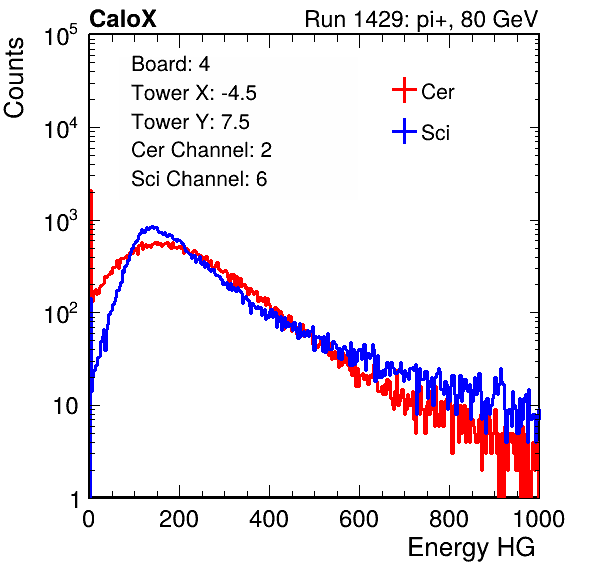 CaloX Run 1429: pi+, 80 GeV
Counts
10^5
10^4
10^3
10^2
10
1
Board: 4
Tower X: -4.5
Tower Y: 7.5
Cer Channel: 2
Sci Channel: 6
Cer
Sci
0 200 400 600 800 1000
Energy HG